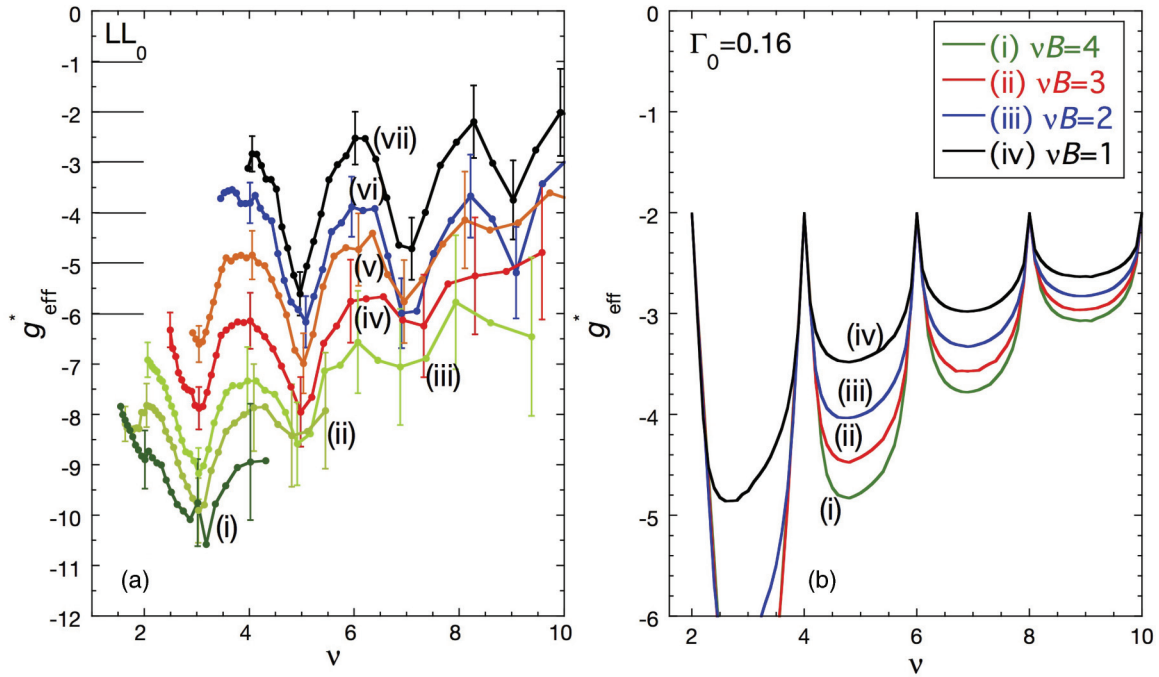 LL0
0
-1
-2
-3
-4
-5
-6
-7
-8
-9
-10
-11
-12
g*eff
(vii)
(vi)
(v)
(iv)
(iii)
(ii)
(i)
(a)
2
4
6
8
10
ν
Γ0=0.16
(i) νB=4
(ii) νB=3
(iii) νB=2
(iv) νB=1
0
-1
-2
-3
-4
-5
-6
g*eff
(iv)
(iii)
(ii)
(i)
(b)
2
4
6
8
10
ν